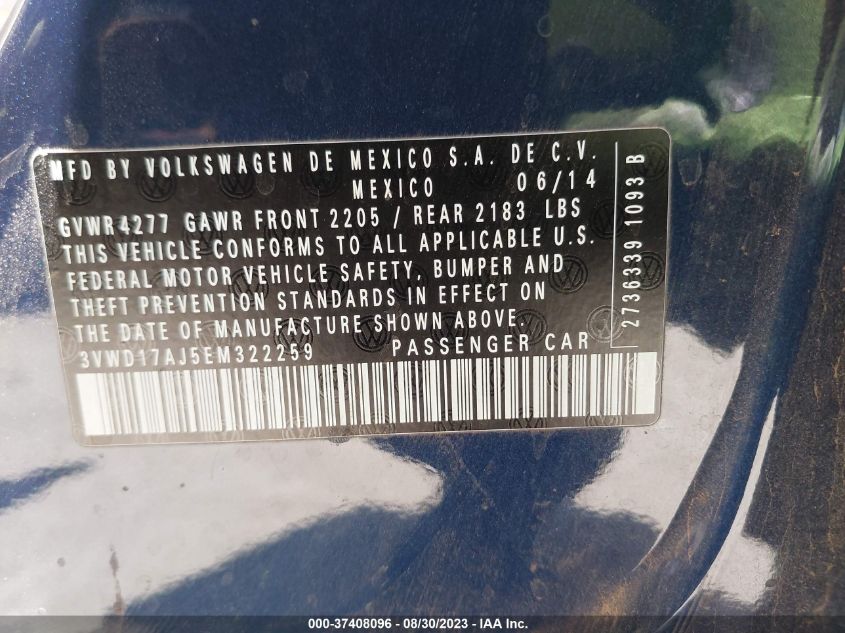 MFD BY VOLKSWAGEN DE MEXICO S.A. DE C.V.
MEXICO 06/14
GVWR4277 GAWR FRONT 2205 / REAR 2183 LBS
THIS VEHICLE CONFORMS TO ALL APPLICABLE U.S.
FEDERAL MOTOR VEHICLE SAFETY, BUMPER AND
THEFT PREVENTION STANDARDS IN EFFECT ON
THE DATE OF MANUFACTURE SHOWN ABOVE.
3VWD17AJ5EM322259 PASSENGER CAR
2736339 1093 B
000-37408096 - 08/30/2023 - IAA Inc.